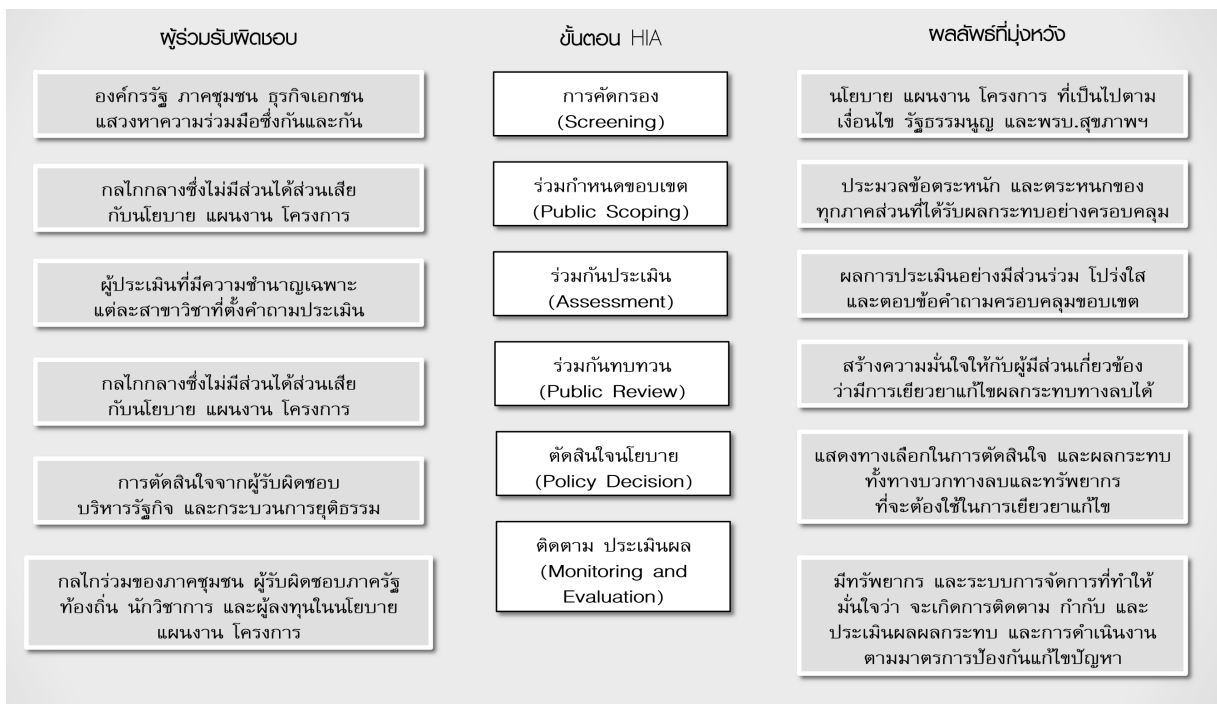 ผู้ร่วมรับผิดชอบ
ขั้นตอน HIA
ผลลัพธ์ที่มุ่งหวัง
องค์กรรัฐ ภาคชุมชน ธุรกิจเอกชน
แสวงหาความร่วมมือซึ่งกันและกัน
การคัดกรอง
(Screening)
นโยบาย แผนงาน โครงการ ที่เป็นไปตาม
เงื่อนไข รัฐธรรมนูญ และพรบ.สุขภาพฯ
กลไกกลางซึ่งไม่มีส่วนได้ส่วนเสีย
กับนโยบาย แผนงาน โครงการ
ร่วมกำหนดขอบเขต
(Public Scoping)
ประมวลข้อตระหนัก และตระหนกของ
ทุกภาคส่วนที่ได้รับผลกระทบอย่างครอบคลุม
ผู้ประเมินที่มีความชำนาญเฉพาะ
แต่ละสาขาวิชาที่ตั้งคำถามประเมิน
ร่วมกันประเมิน
(Assessment)
ผลการประเมินอย่างมีส่วนร่วม โปร่งใส
และตอบข้อคำถามครอบคลุมขอบเขต
กลไกกลางซึ่งไม่มีส่วนได้ส่วนเสีย
กับนโยบาย แผนงาน โครงการ
ร่วมกันทบทวน
(Public Review)
สร้างความมั่นใจให้กับผู้มีส่วนเกี่ยวข้อง
ว่ามีการเยียวยาแก้ไขผลกระทบทางลบได้
การตัดสินใจจากผู้รับผิดชอบ
บริหารรัฐกิจ และกระบวนการยุติธรรม
ตัดสินใจนโยบาย
(Policy Decision)
แสดงทางเลือกในการตัดสินใจ และผลกระทบ
ทั้งทางบวกทางลบและทรัพยากร
ที่จะต้องใช้ในการเยียวยาแก้ไข
กลไกร่วมของภาคชุมชน ผู้รับผิดชอบภาครัฐ
ท้องถิ่น นักวิชาการ และผู้ลงทุนในนโยบาย
แผนงาน โครงการ
ติดตาม ประเมินผล
(Monitoring and
Evaluation)
มีทรัพยากร และระบบการจัดการที่ทำให้
มั่นใจว่า จะเกิดการติดตาม กำกับ และ
ประเมินผลผลกระทบ และการดำเนินงาน
ตามมาตรการป้องกันแก้ไขปัญหา